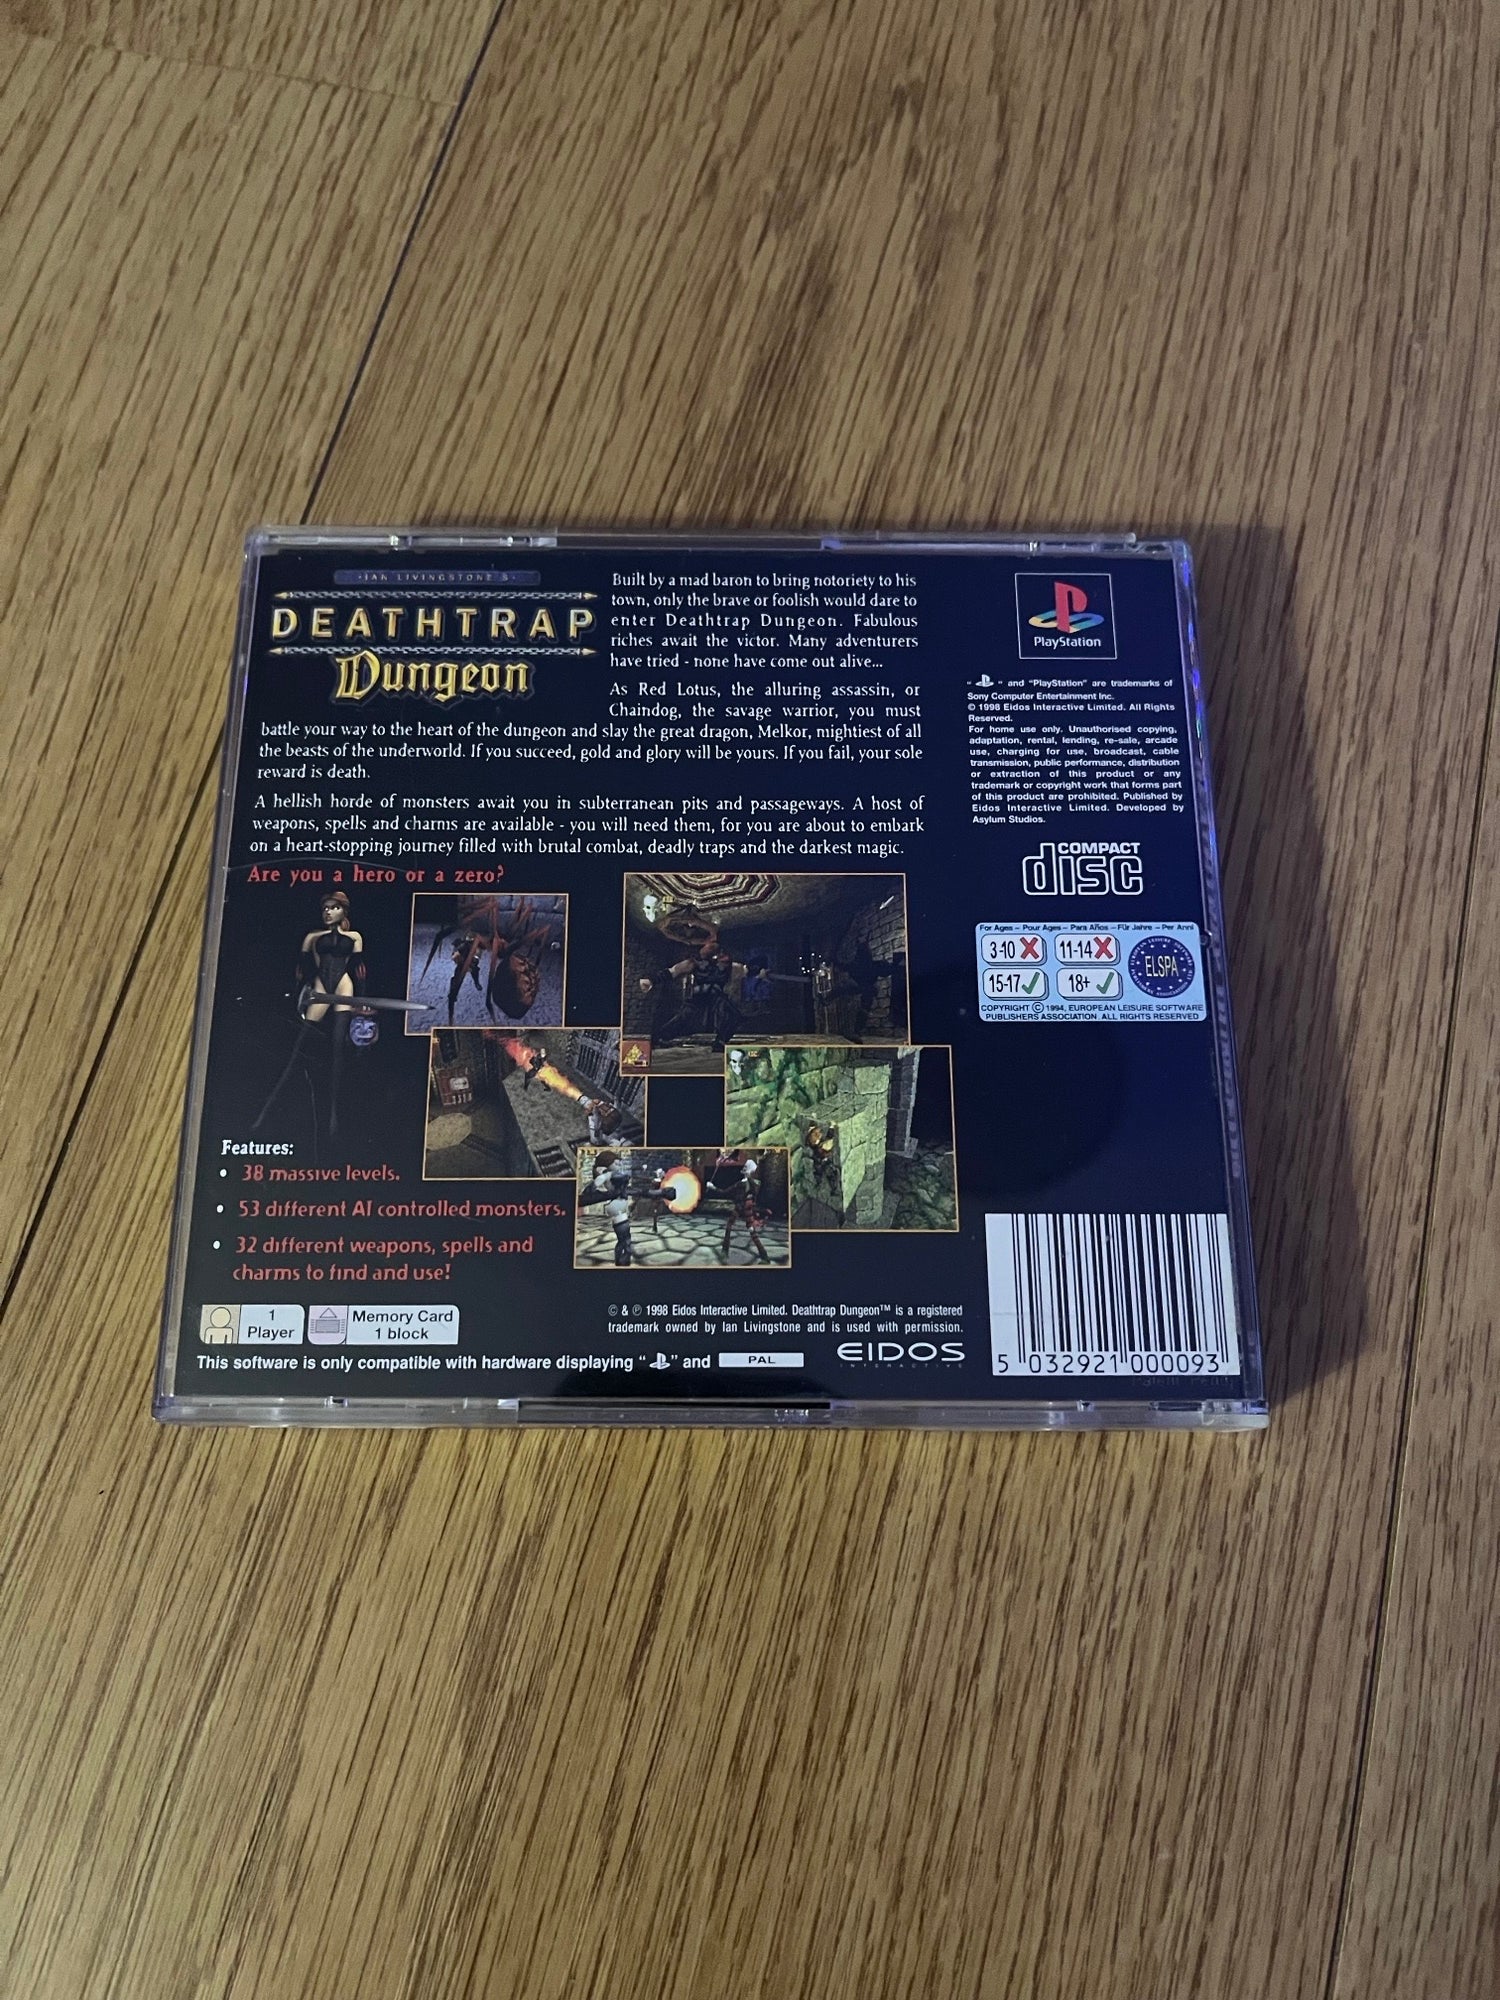 ·IAN LIVINGSTONE'S·
DEATHTRAP
Dungeon
Built by a mad baron to bring notoriety to his
town, only the brave or foolish would dare to
enter Deathtrap Dungeon. Fabulous
riches await the victor. Many adventurers
have tried - none have come out alive...
As Red Lotus, the alluring assassin, or
Chaindog, the savage warrior, you must
battle your way to the heart of the dungeon and slay the great dragon, Melkor, mightiest of all
the beasts of the underworld. If you succeed, gold and glory will be yours. If you fail, your sole
reward is death.
A hellish horde of monsters await you in subterranean pits and passageways. A host of
weapons, spells and charms are available - you will need them, for you are about to embark
on a heart-stopping journey filled with brutal combat, deadly traps and the darkest magic.
Are you a hero or a zero?
Features:
• 38 massive levels.
• 53 different AI controlled monsters.
• 32 different weapons, spells and
charms to find and use!
1
Player
Memory Card
1 block
This software is only compatible with hardware displaying " " and PAL
© & ℗ 1998 Eidos Interactive Limited. Deathtrap Dungeon™ is a registered
trademark owned by Ian Livingstone and is used with permission.
EIDOS
INTERACTIVE
PlayStation
" " and "PlayStation" are trademarks of
Sony Computer Entertainment Inc.
© 1998 Eidos Interactive Limited. All Rights
Reserved.
For home use only. Unauthorised copying,
adaptation, rental, lending, re-sale, arcade
use, charging for use, broadcast, cable
transmission, public performance, distribution
or extraction of this product or any
trademark or copyright work that forms part
of this product are prohibited. Published by
Eidos Interactive Limited. Developed by
Asylum Studios.
COMPACT
disc
For Ages – Pour Ages – Para Años – Für Jahre – Per Anni
3-10 11-14
15-17 18+
ELSPA
COPYRIGHT © 1994, EUROPEAN LEISURE SOFTWARE
PUBLISHERS ASSOCIATION. ALL RIGHTS RESERVED
5 032921 000093